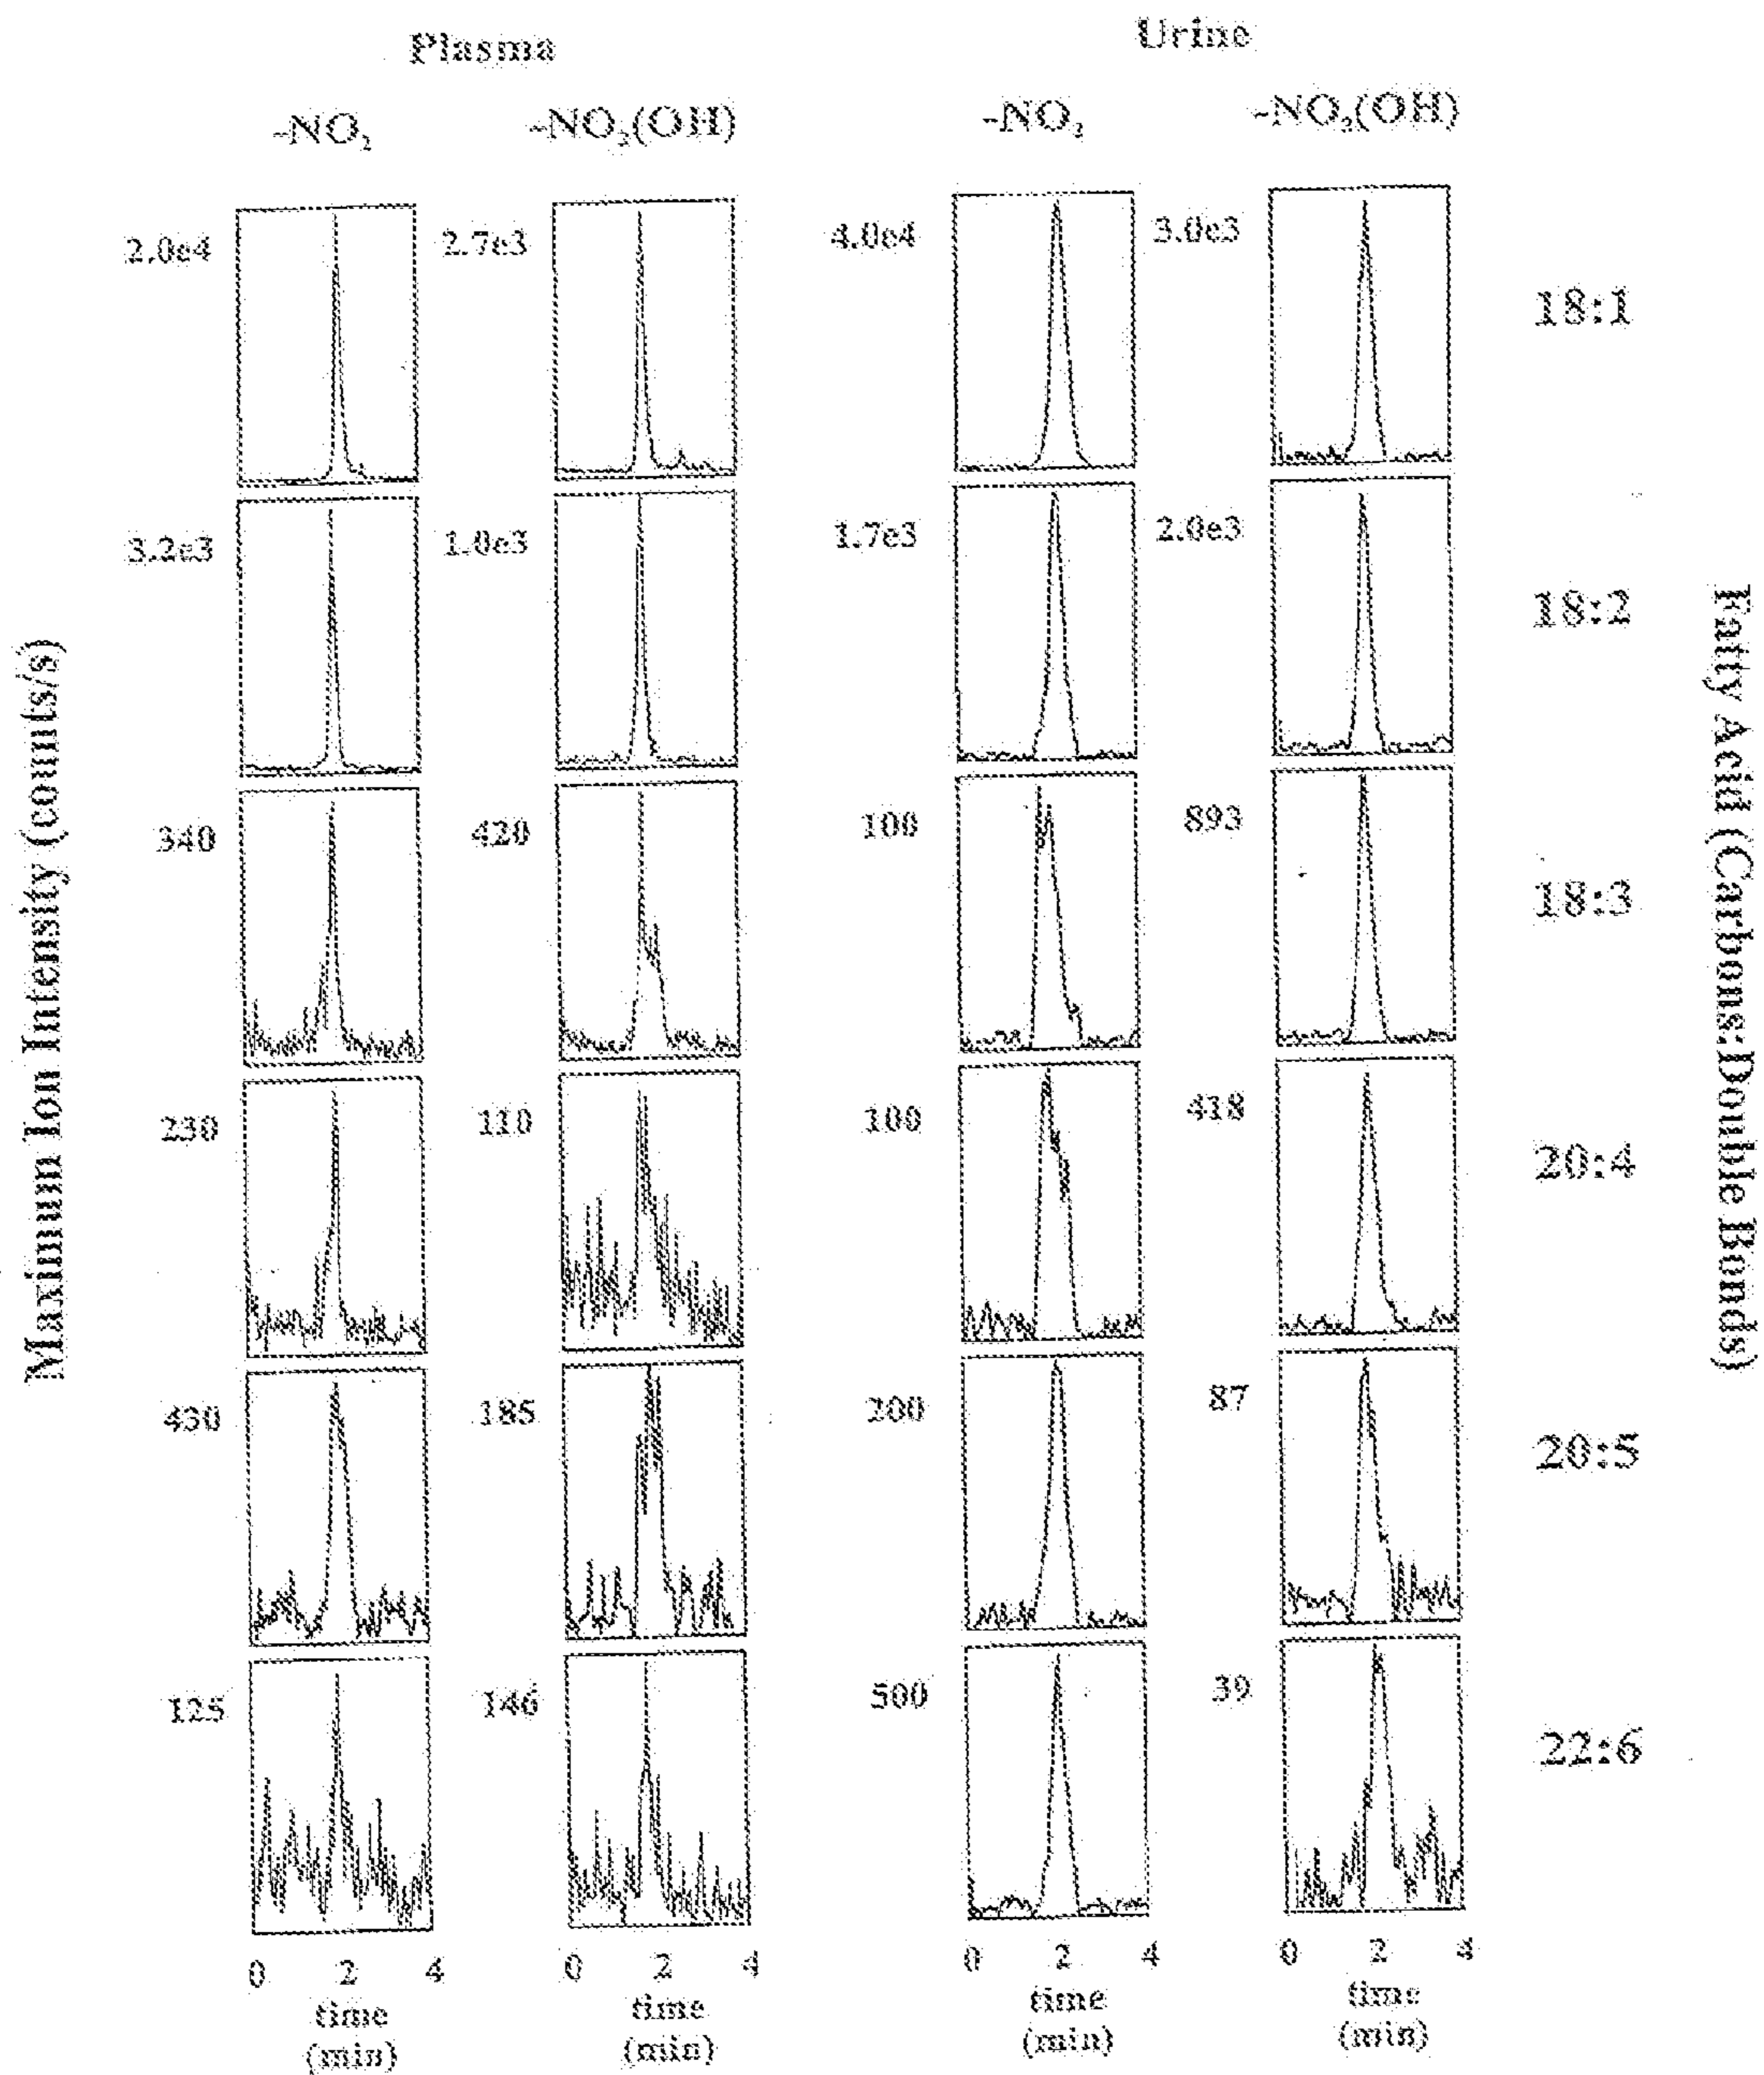 Plasma
Urine
-NO₂
-NO₂(OH)
-NO₂
-NO₂(OH)
2.0e4
2.7e3
4.0e4
3.0e3
18:1
3.2e3
1.0e3
1.7e3
2.0e3
18:2
340
420
100
893
18:3
230
110
100
418
20:4
430
185
200
87
20:5
125
146
500
39
22:6
Maximum Ion Intensity (counts/s)
Fatty Acid (Carbons:Double Bonds)
0 2 4
0 2 4
0 2 4
0 2 4
time
(min)
time
(min)
time
(min)
time
(min)